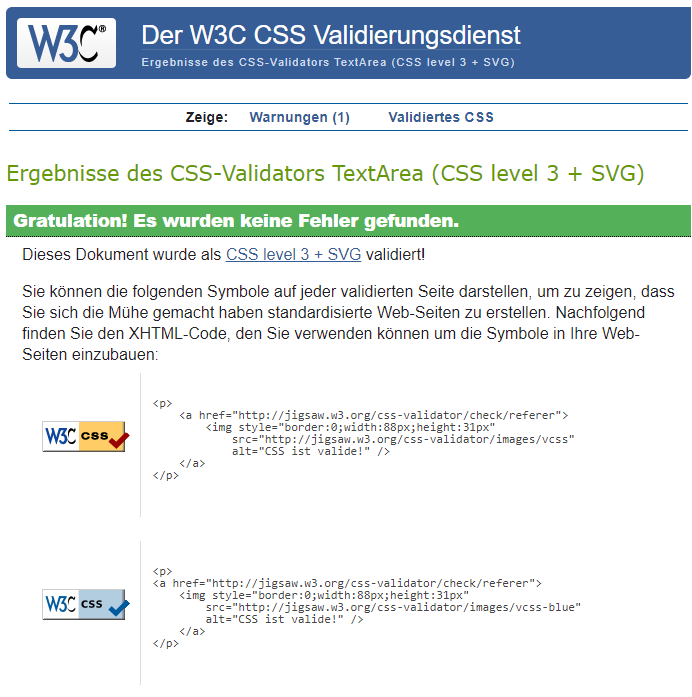 W3C®
Der W3C CSS Validierungsdienst
Ergebnisse des CSS-Validators TextArea (CSS level 3 + SVG)
Zeige: Warnungen (1) Validiertes CSS
Ergebnisse des CSS-Validators TextArea (CSS level 3 + SVG)
Gratulation! Es wurden keine Fehler gefunden.
Dieses Dokument wurde als CSS level 3 + SVG validiert!
Sie können die folgenden Symbole auf jeder validierten Seite darstellen, um zu zeigen, dass
Sie sich die Mühe gemacht haben standardisierte Web-Seiten zu erstellen. Nachfolgend
finden Sie den XHTML-Code, den Sie verwenden können um die Symbole in Ihre Web-
Seiten einzubauen:
W3C css
<p>
    <a href="http://jigsaw.w3.org/css-validator/check/referer">
        <img style="border:0;width:88px;height:31px"
            src="http://jigsaw.w3.org/css-validator/images/vcss"
            alt="CSS ist valide!" />
    </a>
</p>
W3C css
<p>
<a href="http://jigsaw.w3.org/css-validator/check/referer">
    <img style="border:0;width:88px;height:31px"
        src="http://jigsaw.w3.org/css-validator/images/vcss-blue"
        alt="CSS ist valide!" />
    </a>
</p>